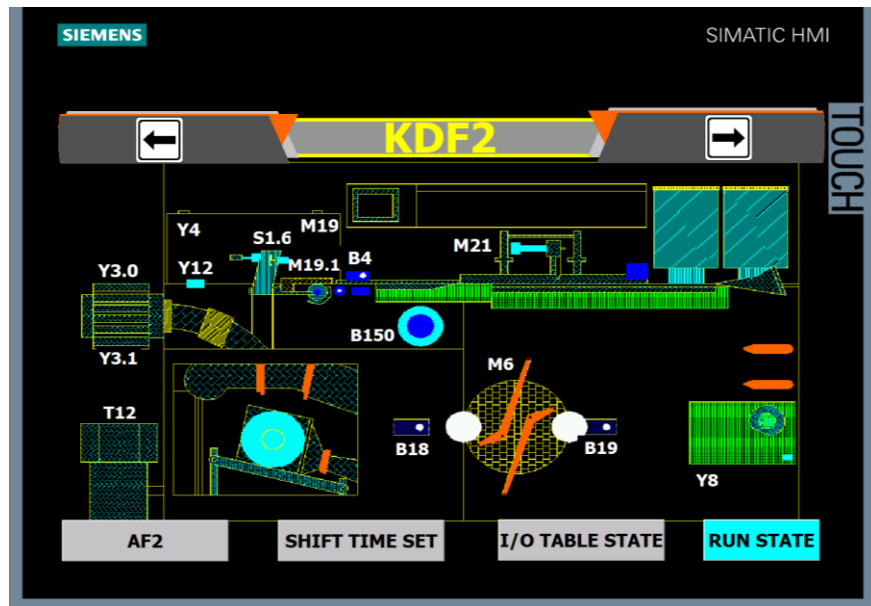 SIEMENS
SIMATIC HMI
TOUCH
KDF2
Y4
M19
S1.6
M21
B4
Y3.0
Y12
M19.1
B150
Y3.1
M6
T12
B18
B19
Y8
AF2
SHIFT TIME SET
I/O TABLE STATE
RUN STATE